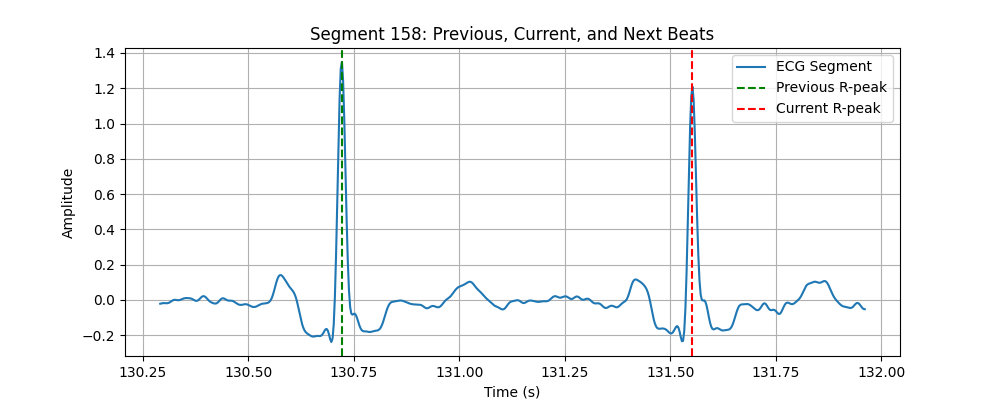 Segment 158: Previous, Current, and Next Beats
1.4
1.2
1.0
0.8
0.6
0.4
0.2
0.0
−0.2
Amplitude
ECG Segment
Previous R-peak
Current R-peak
130.25 130.50 130.75 131.00 131.25 131.50 131.75 132.00
Time (s)